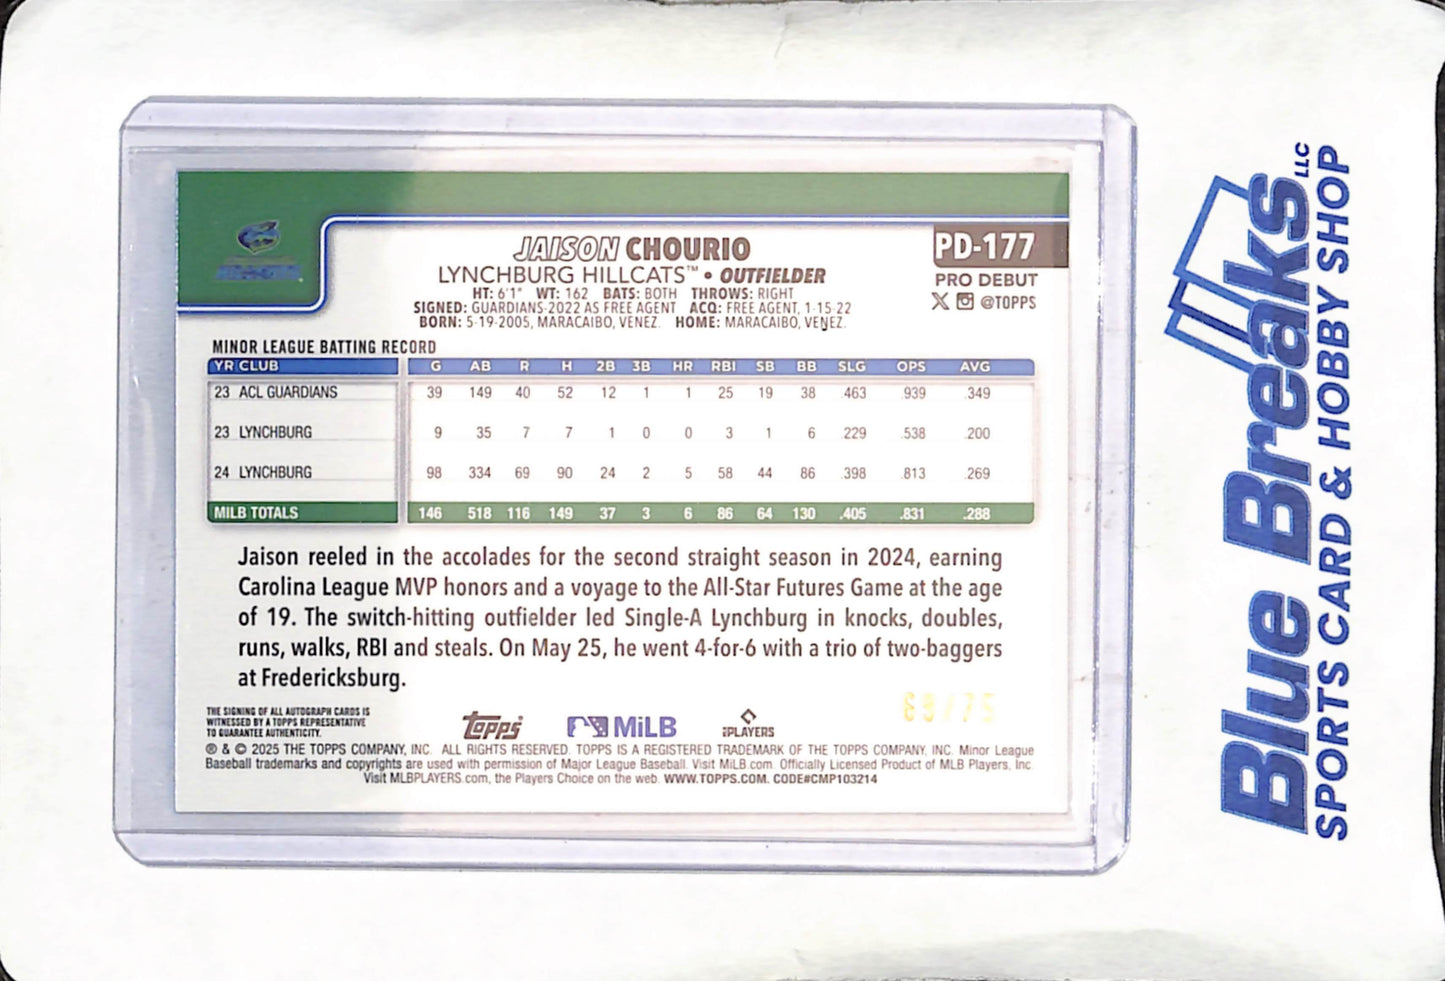 JAISON CHOURIO
LYNCHBURG HILLCATS™ • OUTFIELDER
HT: 6'1" WT: 162 BATS: BOTH THROWS: RIGHT
SIGNED: GUARDIANS-2022 AS FREE AGENT ACQ: FREE AGENT, 1-15-22
BORN: 5-19-2005, MARACAIBO, VENEZ. HOME: MARACAIBO, VENEZ.
PD-177
PRO DEBUT
@TOPPS
MINOR LEAGUE BATTING RECORD
YR CLUB G AB R H 2B 3B HR RBI SB BB SLG OPS AVG
23 ACL GUARDIANS 39 149 40 52 12 1 1 25 19 38 .463 .939 .349
23 LYNCHBURG 9 35 7 7 1 0 0 3 1 6 .229 .538 .200
24 LYNCHBURG 98 334 69 90 24 2 5 58 44 86 .398 .813 .269
MILB TOTALS 146 518 116 149 37 3 6 86 64 130 .405 .831 .288
Jaison reeled in the accolades for the second straight season in 2024, earning
Carolina League MVP honors and a voyage to the All-Star Futures Game at the age
of 19. The switch-hitting outfielder led Single-A Lynchburg in knocks, doubles,
runs, walks, RBI and steals. On May 25, he went 4-for-6 with a trio of two-baggers
at Fredericksburg.
THE SIGNING OF ALL AUTOGRAPH CARDS IS
WITNESSED BY A TOPPS REPRESENTATIVE
TO GUARANTEE AUTHENTICITY.
topps MiLB PLAYERS
® & © 2025 THE TOPPS COMPANY, INC. ALL RIGHTS RESERVED. TOPPS IS A REGISTERED TRADEMARK OF THE TOPPS COMPANY, INC. Minor League
Baseball trademarks and copyrights are used with permission of Major League Baseball. Visit MiLB.com. Officially Licensed Product of MLB Players, Inc.
Visit MLBPLAYERS.com, the Players Choice on the web. WWW.TOPPS.COM. CODE#CMP103214
Blue Breaks LLC
SPORTS CARD & HOBBY SHOP